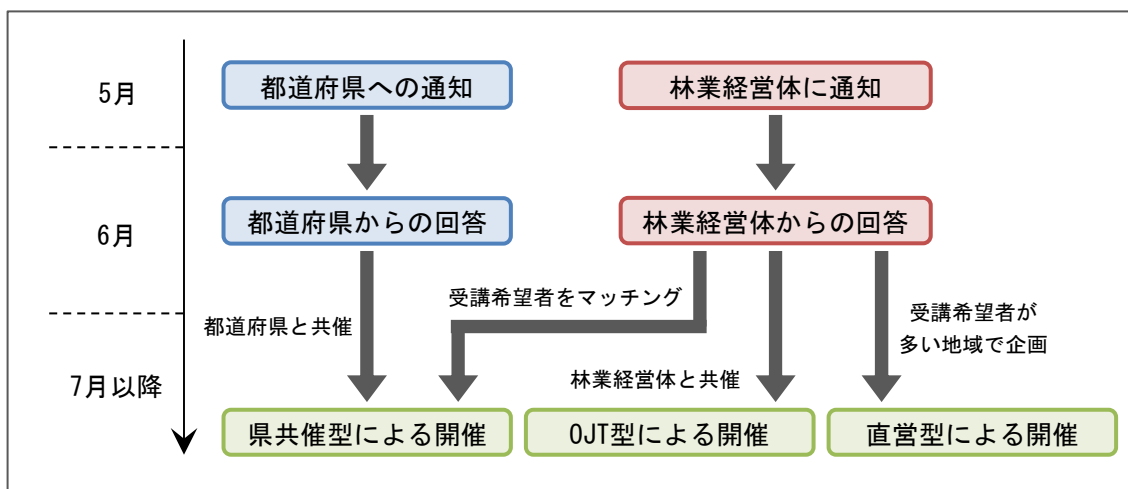 5月
都道府県への通知
林業経営体に通知
6月
都道府県からの回答
林業経営体からの回答
受講希望者をマッチング
都道府県と共催
受講希望者が
多い地域で企画
林業経営体と共催
7月以降
県共催型による開催
OJT型による開催
直営型による開催